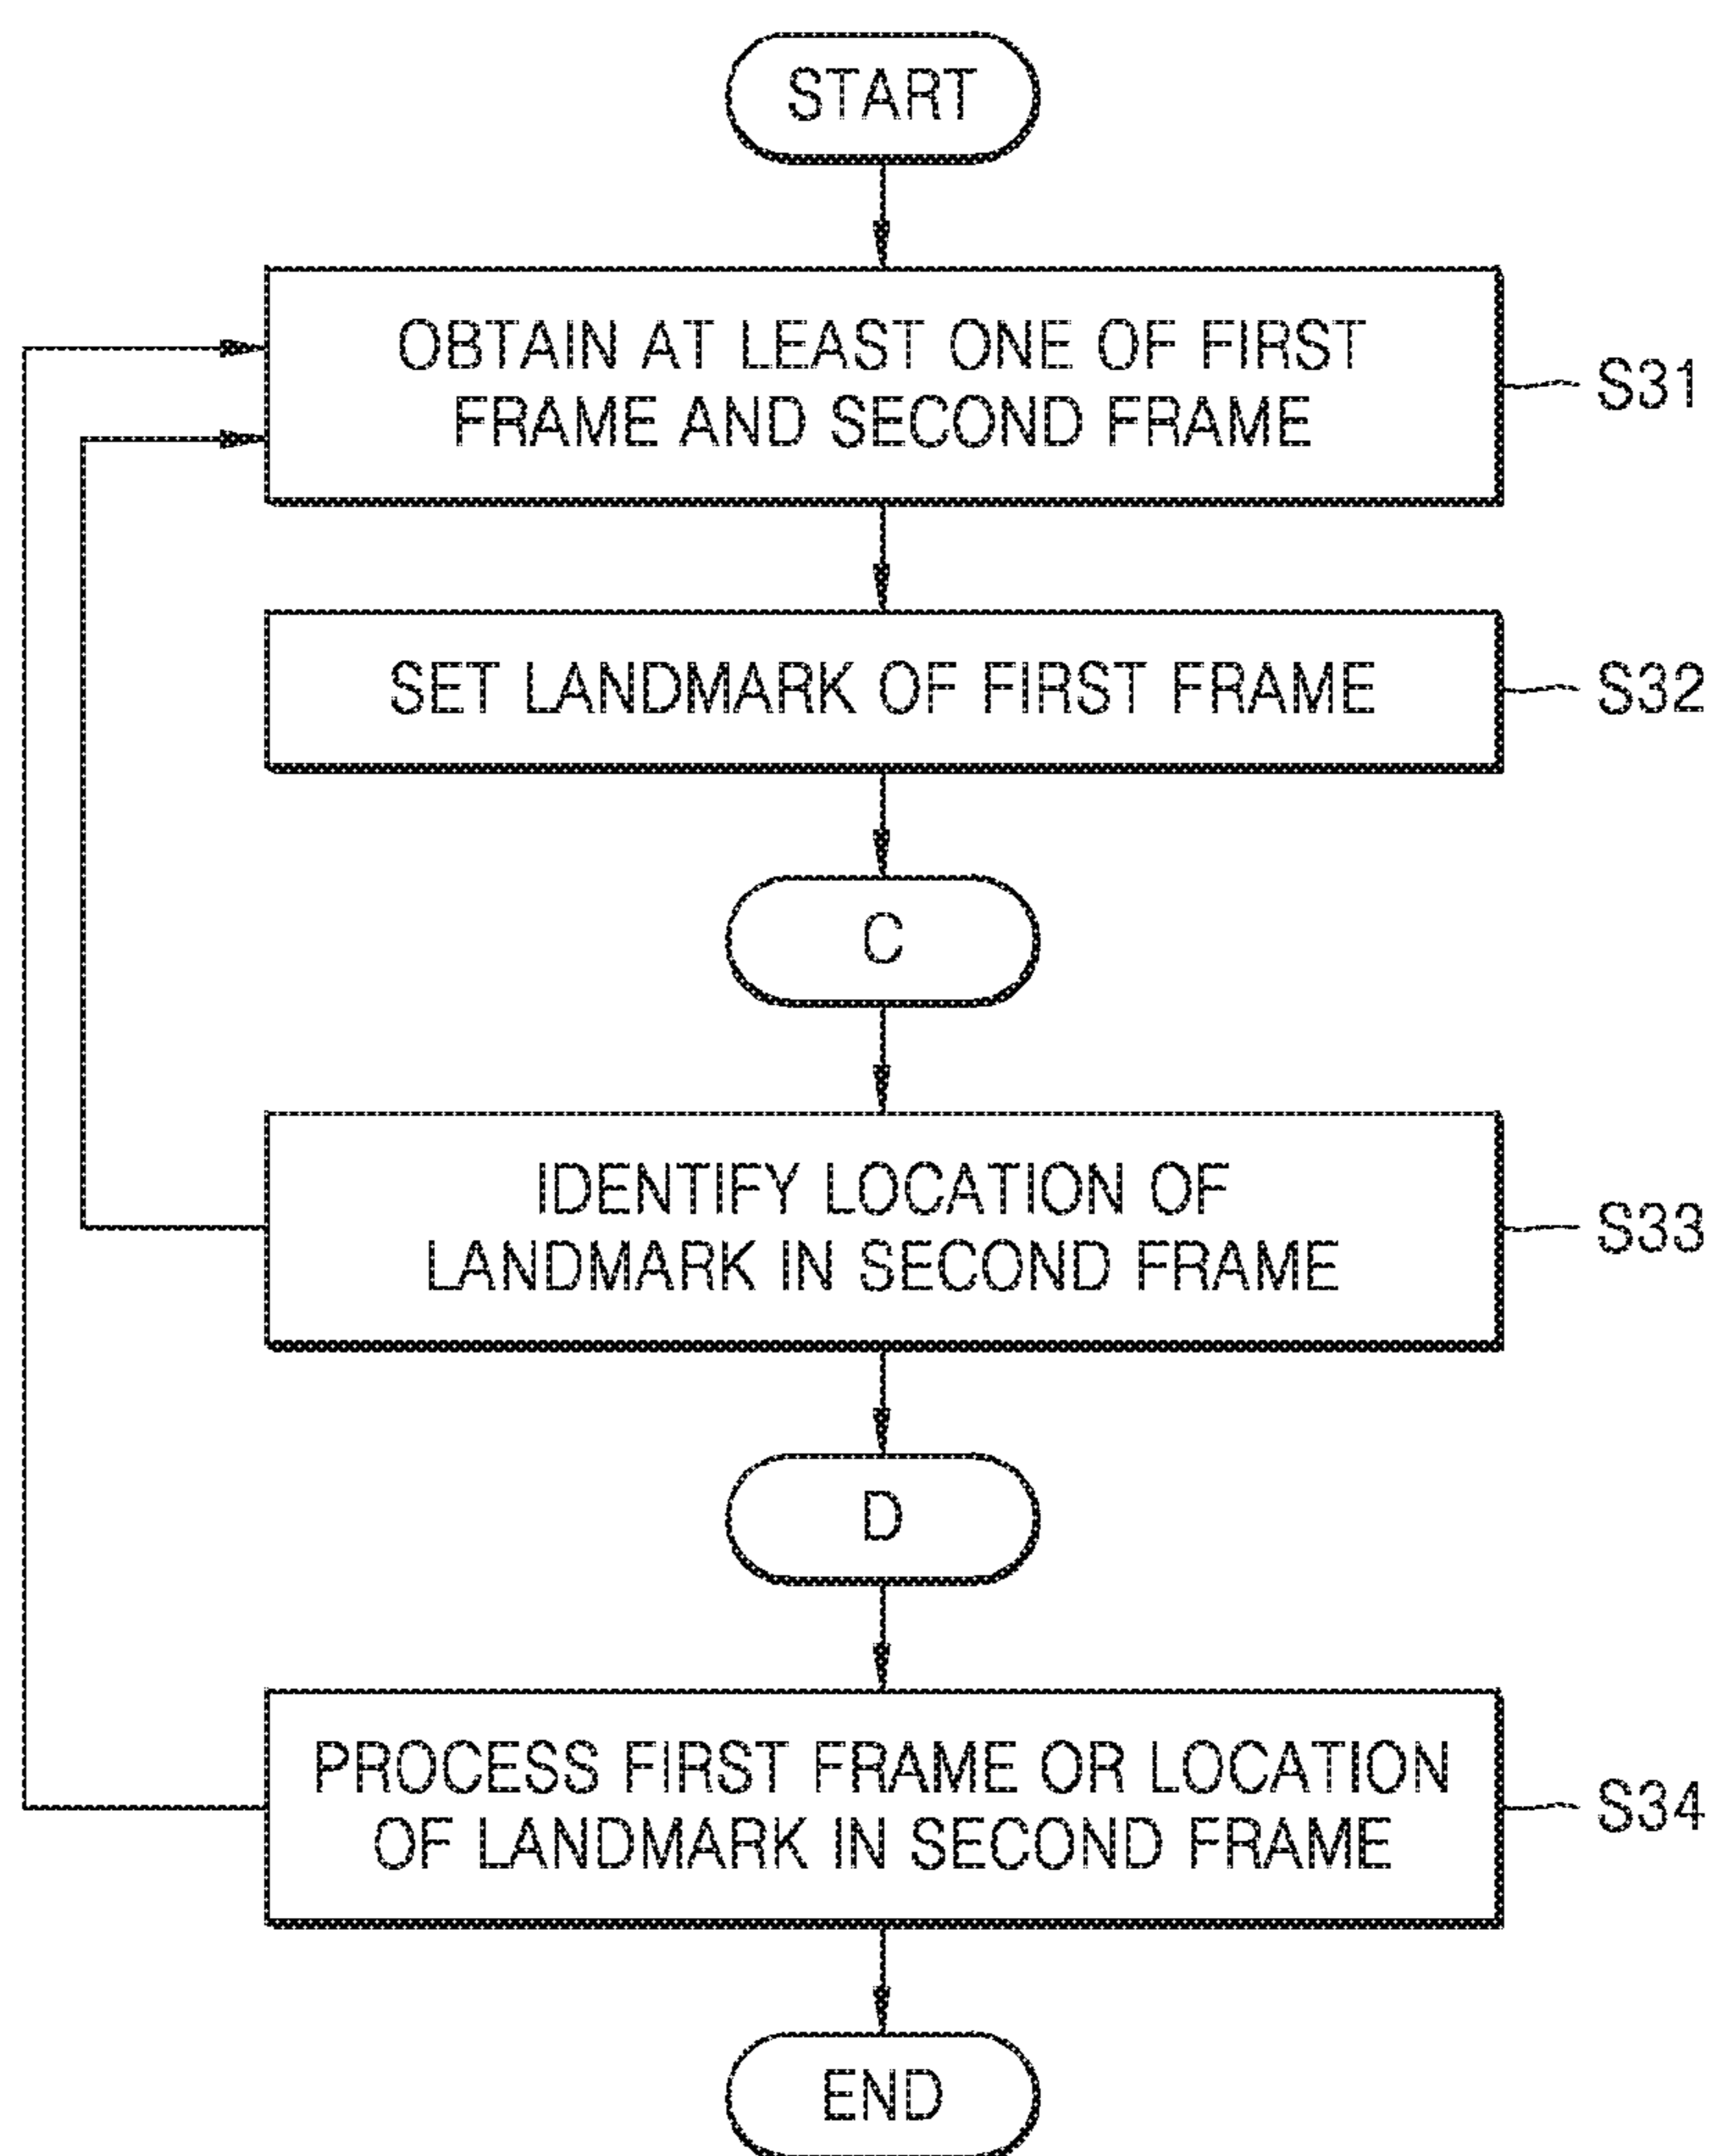 START
OBTAIN AT LEAST ONE OF FIRST
FRAME AND SECOND FRAME
S31
SET LANDMARK OF FIRST FRAME
S32
C
IDENTIFY LOCATION OF
LANDMARK IN SECOND FRAME
S33
D
PROCESS FIRST FRAME OR LOCATION
OF LANDMARK IN SECOND FRAME
S34
END